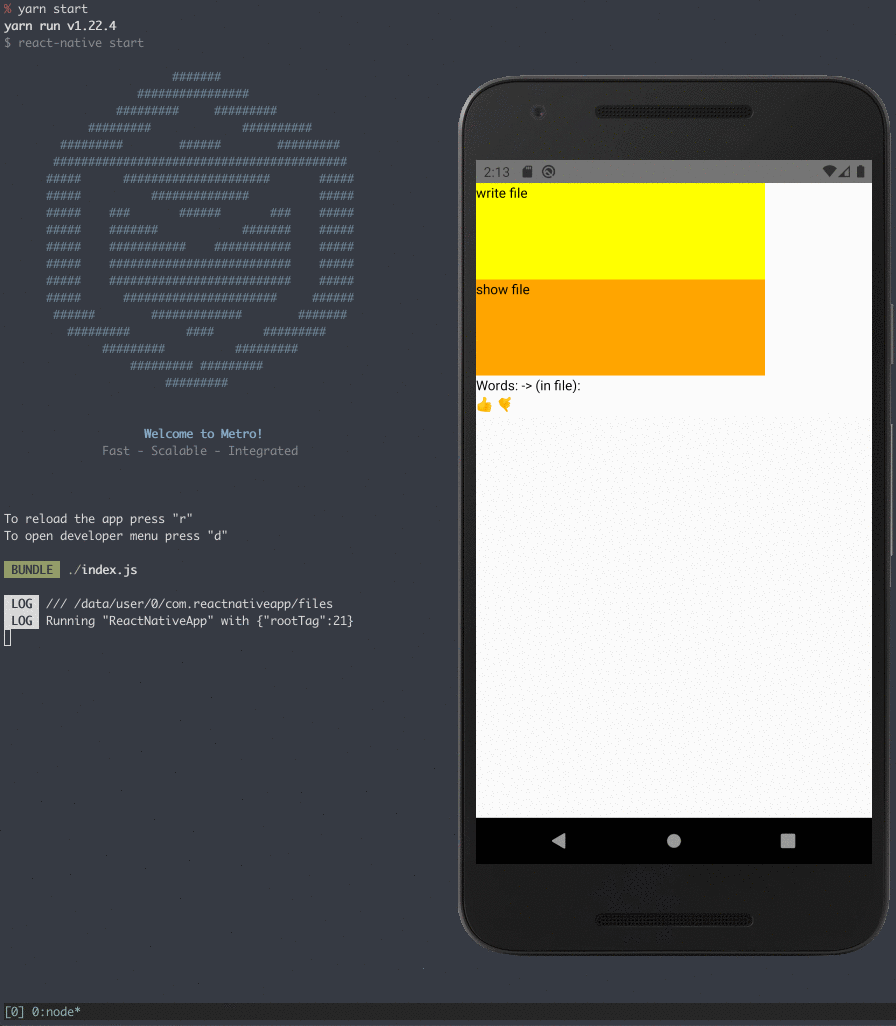 % yarn start
yarn run v1.22.4
$ react-native start
Welcome to Metro!
Fast - Scalable - Integrated
To reload the app press "r"
To open developer menu press "d"
BUNDLE ./index.js
LOG /// /data/user/0/com.reactnativeapp/files
LOG Running "ReactNativeApp" with {"rootTag":21}
[0] 0:node*
2:13
write file
show file
Words: -> (in file):